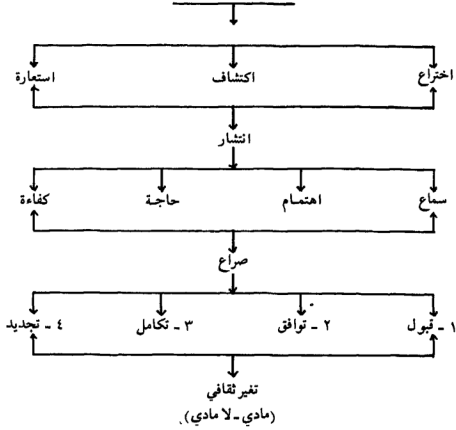 اختراع اكتشاف استعارة
انتشار
سماع اهتمام حاجة كفاءة
صراع
١ - قبول ٢ - توافق ٣ - تكامل ٤ - تجديد
تغير ثقافي
(مادي - لا مادي)